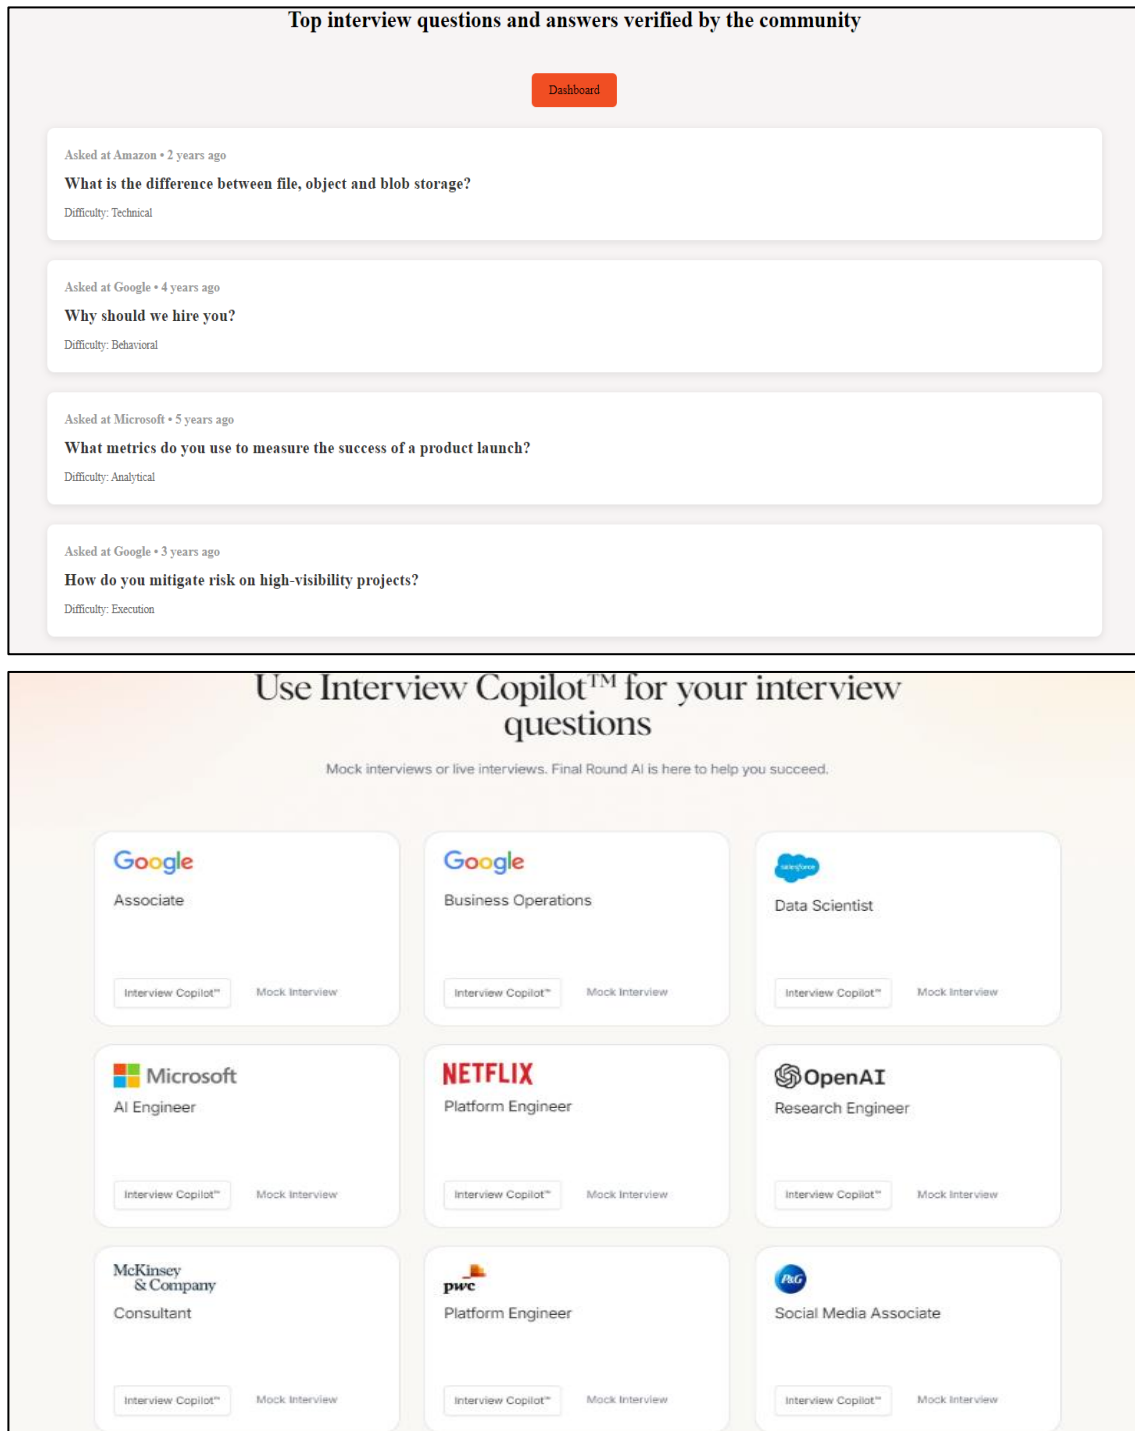 Top interview questions and answers verified by the community
Dashboard
Asked at Amazon • 2 years ago
What is the difference between file, object and blob storage?
Difficulty: Technical
Asked at Google • 4 years ago
Why should we hire you?
Difficulty: Behavioral
Asked at Microsoft • 5 years ago
What metrics do you use to measure the success of a product launch?
Difficulty: Analytical
Asked at Google • 3 years ago
How do you mitigate risk on high-visibility projects?
Difficulty: Execution
Use Interview Copilot™ for your interview
questions
Mock interviews or live interviews. Final Round AI is here to help you succeed.
Google
Associate
Interview Copilot™ Mock Interview
Google
Business Operations
Interview Copilot™ Mock Interview
salesforce
Data Scientist
Interview Copilot™ Mock Interview
Microsoft
AI Engineer
Interview Copilot™ Mock Interview
NETFLIX
Platform Engineer
Interview Copilot™ Mock Interview
OpenAI
Research Engineer
Interview Copilot™ Mock Interview
McKinsey
& Company
Consultant
Interview Copilot™ Mock Interview
pwc
Platform Engineer
Interview Copilot™ Mock Interview
P&G
Social Media Associate
Interview Copilot™ Mock Interview